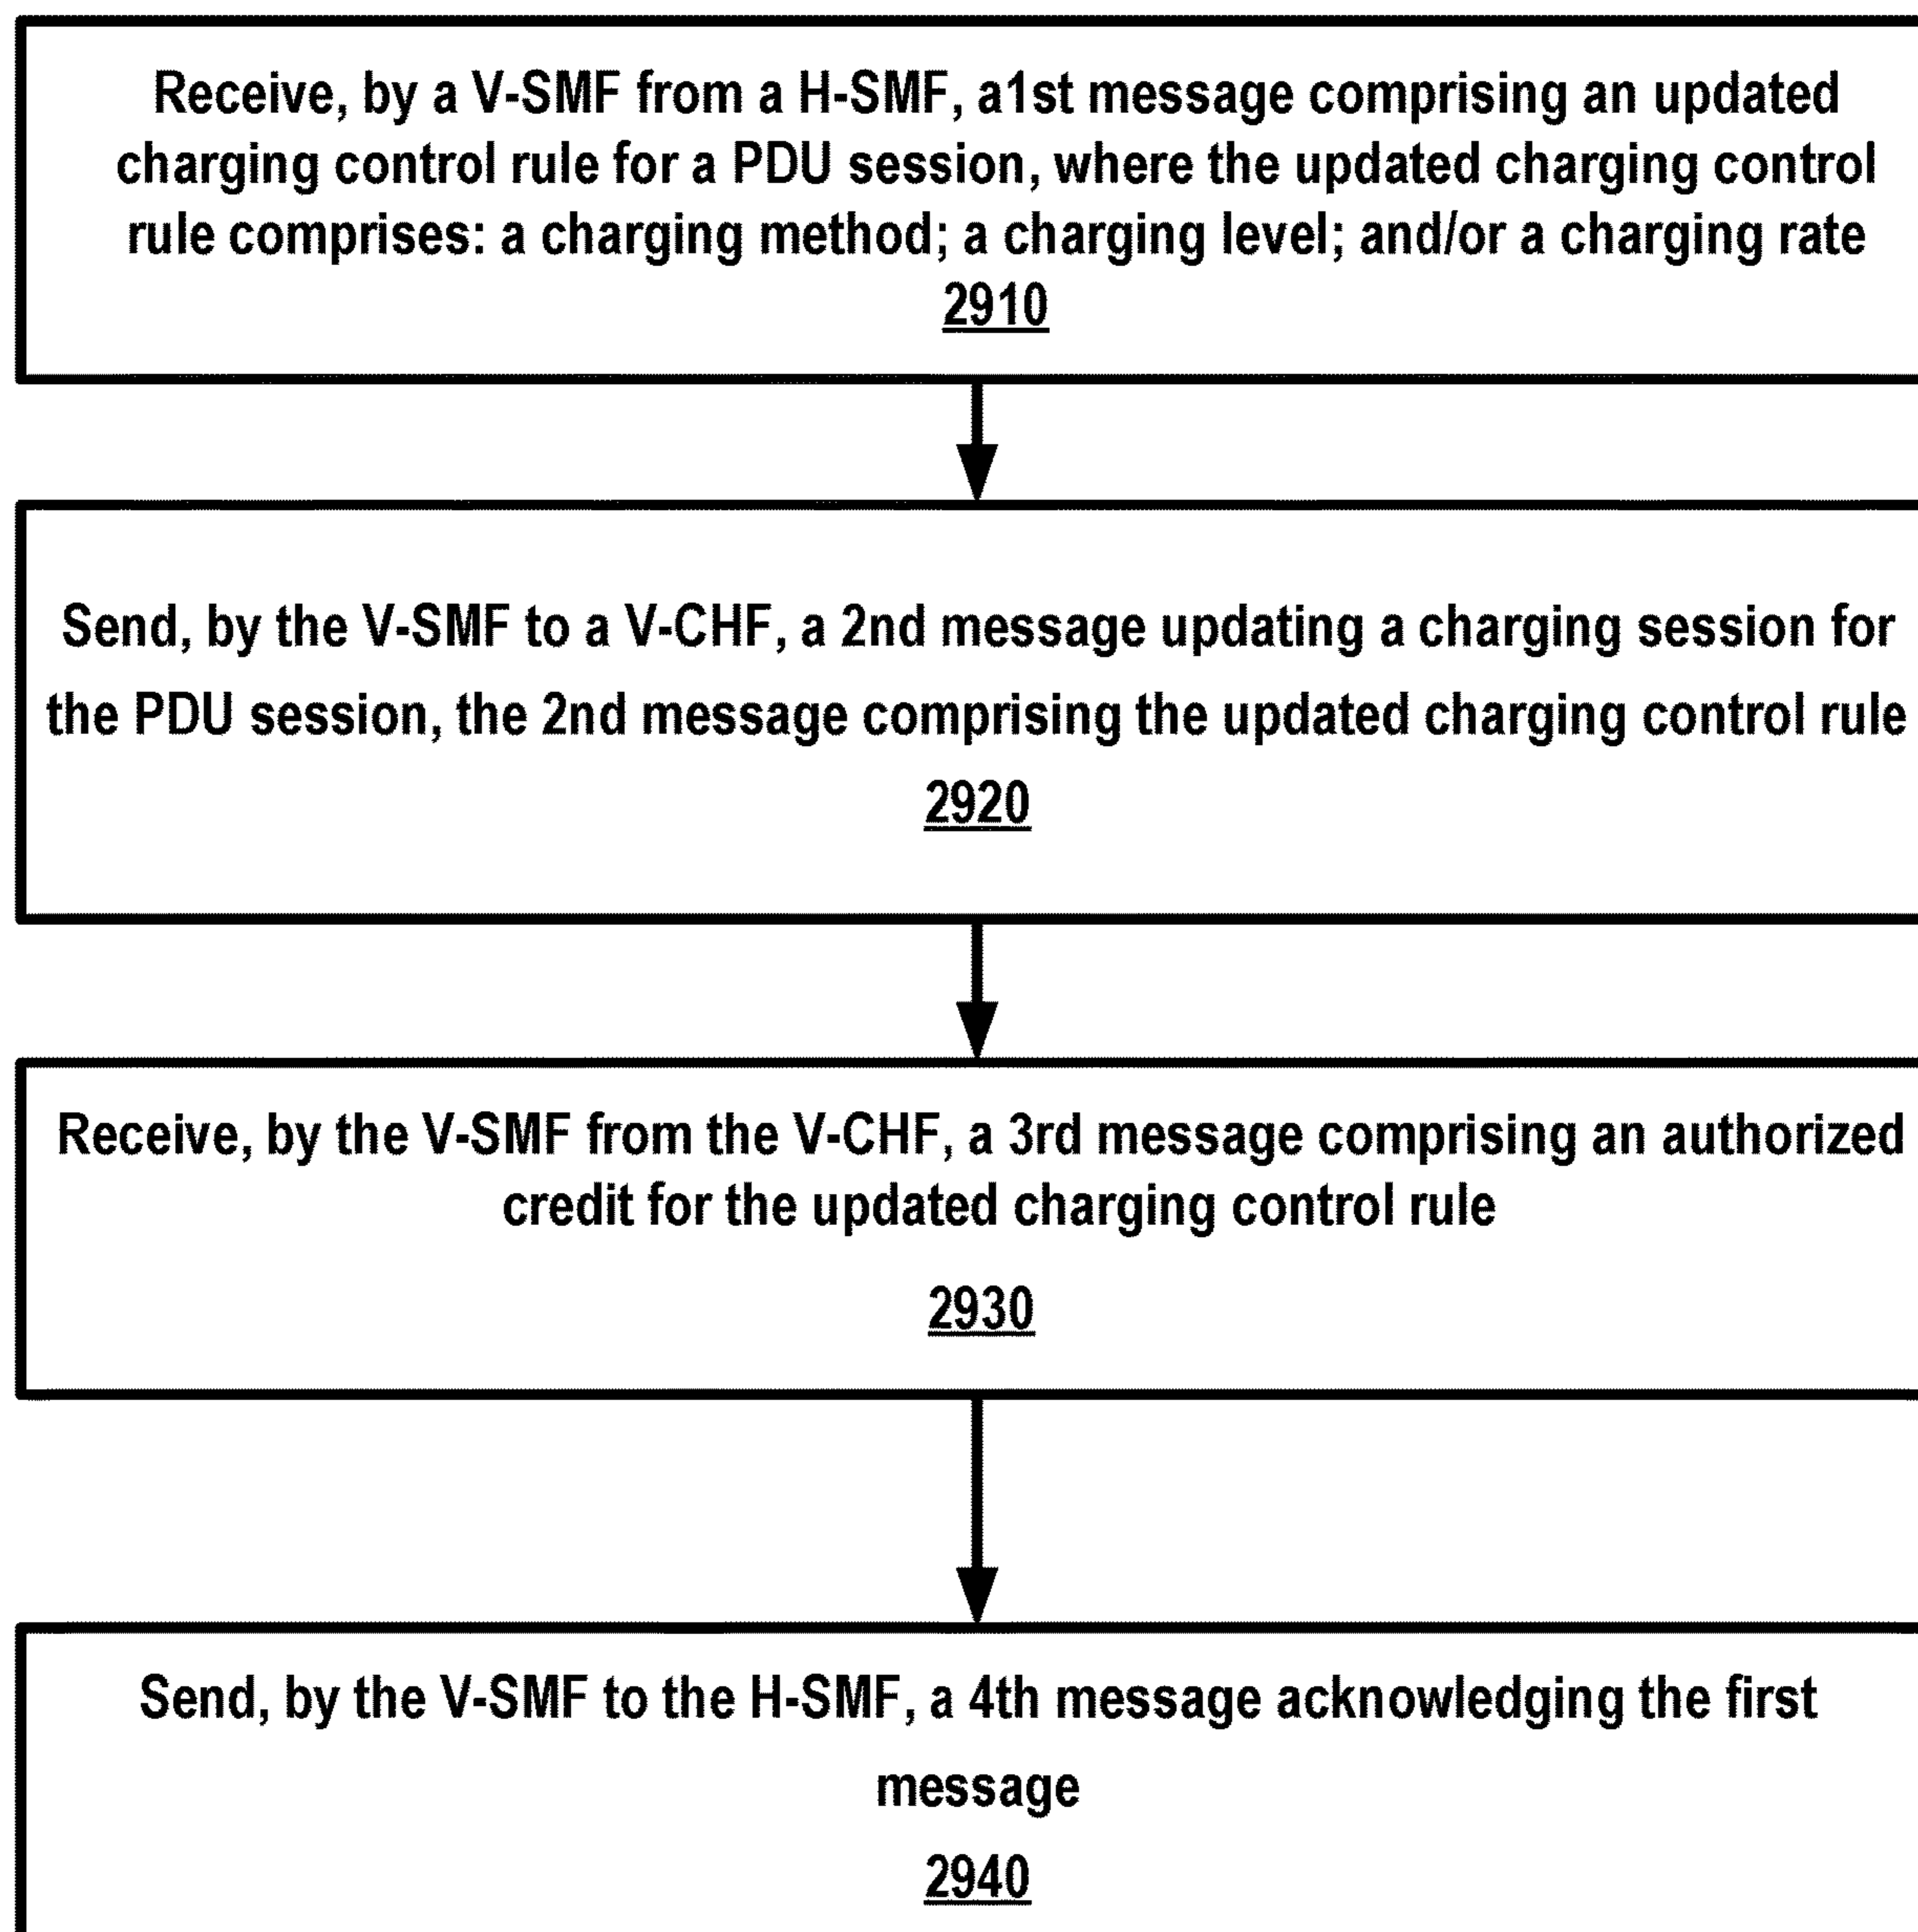 Receive, by a V-SMF from a H-SMF, a1st message comprising an updated
charging control rule for a PDU session, where the updated charging control
rule comprises: a charging method; a charging level; and/or a charging rate
2910
Send, by the V-SMF to a V-CHF, a 2nd message updating a charging session for
the PDU session, the 2nd message comprising the updated charging control rule
2920
Receive, by the V-SMF from the V-CHF, a 3rd message comprising an authorized
credit for the updated charging control rule
2930
Send, by the V-SMF to the H-SMF, a 4th message acknowledging the first
message
2940